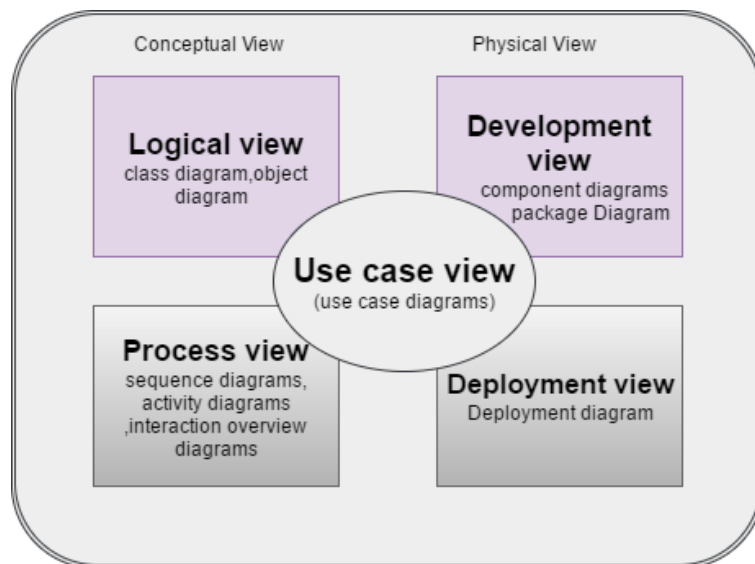 Conceptual View
Physical View
Logical view
class diagram,object
diagram
Development
view
component diagrams
package Diagram
Use case view
(use case diagrams)
Process view
sequence diagrams,
activity diagrams
,interaction overview
diagrams
Deployment view
Deployment diagram